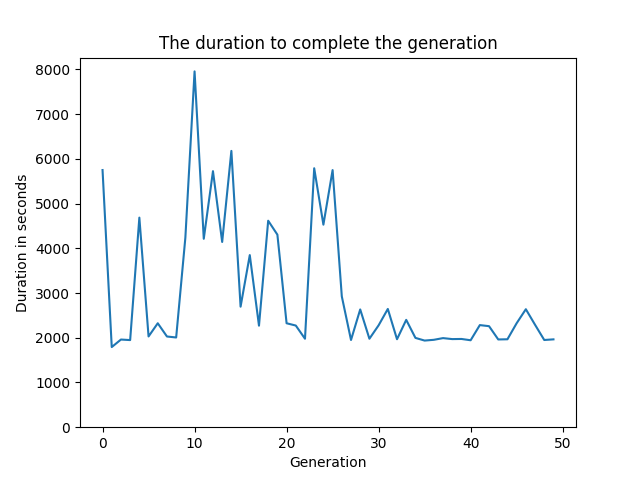 The duration to complete the generation
8000
7000
6000
5000
4000
3000
2000
1000
0
Duration in seconds
0 10 20 30 40 50
Generation